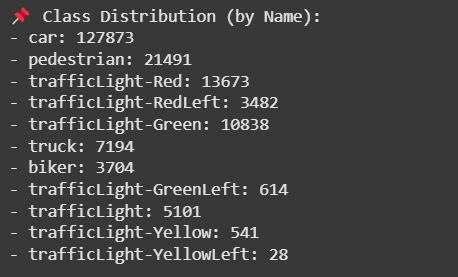 📌 Class Distribution (by Name):
- car: 127873
- pedestrian: 21491
- trafficLight-Red: 13673
- trafficLight-RedLeft: 3482
- trafficLight-Green: 10838
- truck: 7194
- biker: 3704
- trafficLight-GreenLeft: 614
- trafficLight: 5101
- trafficLight-Yellow: 541
- trafficLight-YellowLeft: 28